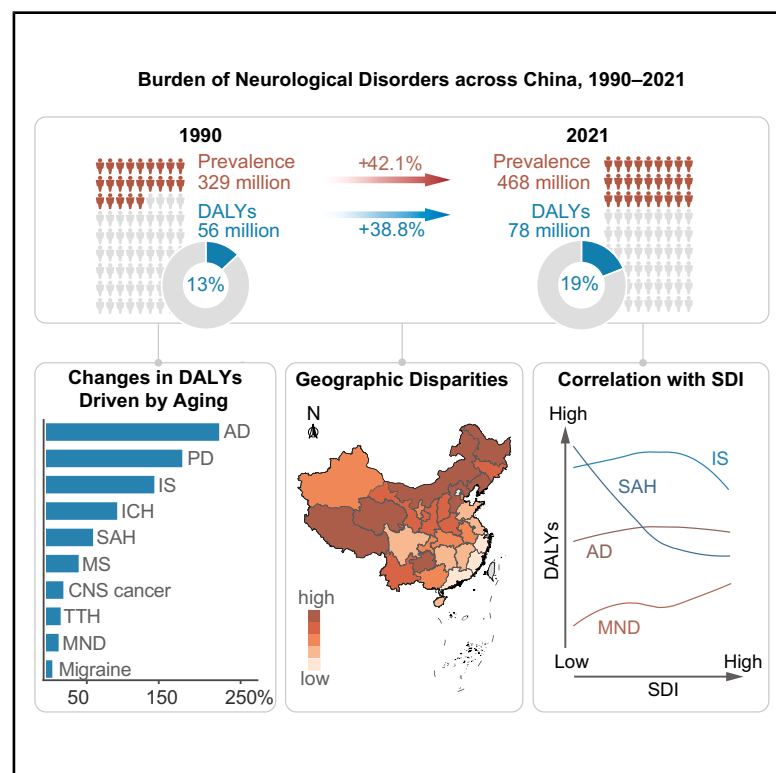 Burden of Neurological Disorders across China, 1990–2021
1990
Prevalence
329 million
DALYs
56 million
13%
+42.1%
+38.8%
2021
Prevalence
468 million
DALYs
78 million
19%
Changes in DALYs
Driven by Aging
AD
PD
IS
ICH
SAH
MS
CNS cancer
TTH
MND
Migraine
50
150
250%
Geographic Disparities
N
high
low
Correlation with SDI
High
IS
SAH
AD
MND
DALYs
Low
High
SDI